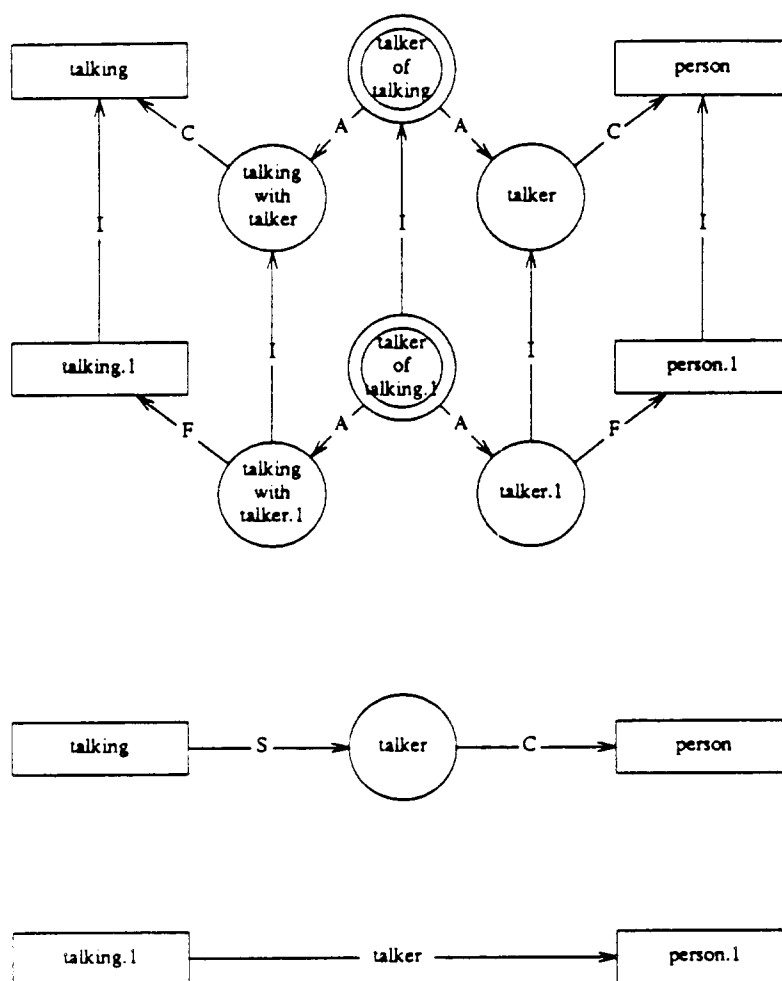 talker
of
talking
talking
person
C
A
A
C
talking
with
talker
talker
I
I
I
talker
of
talking.1
I
I
talking.1
person.1
F
A
A
F
talking
with
talker.1
talker.1
talking
S
talker
C
person
talking.1
talker
person.1